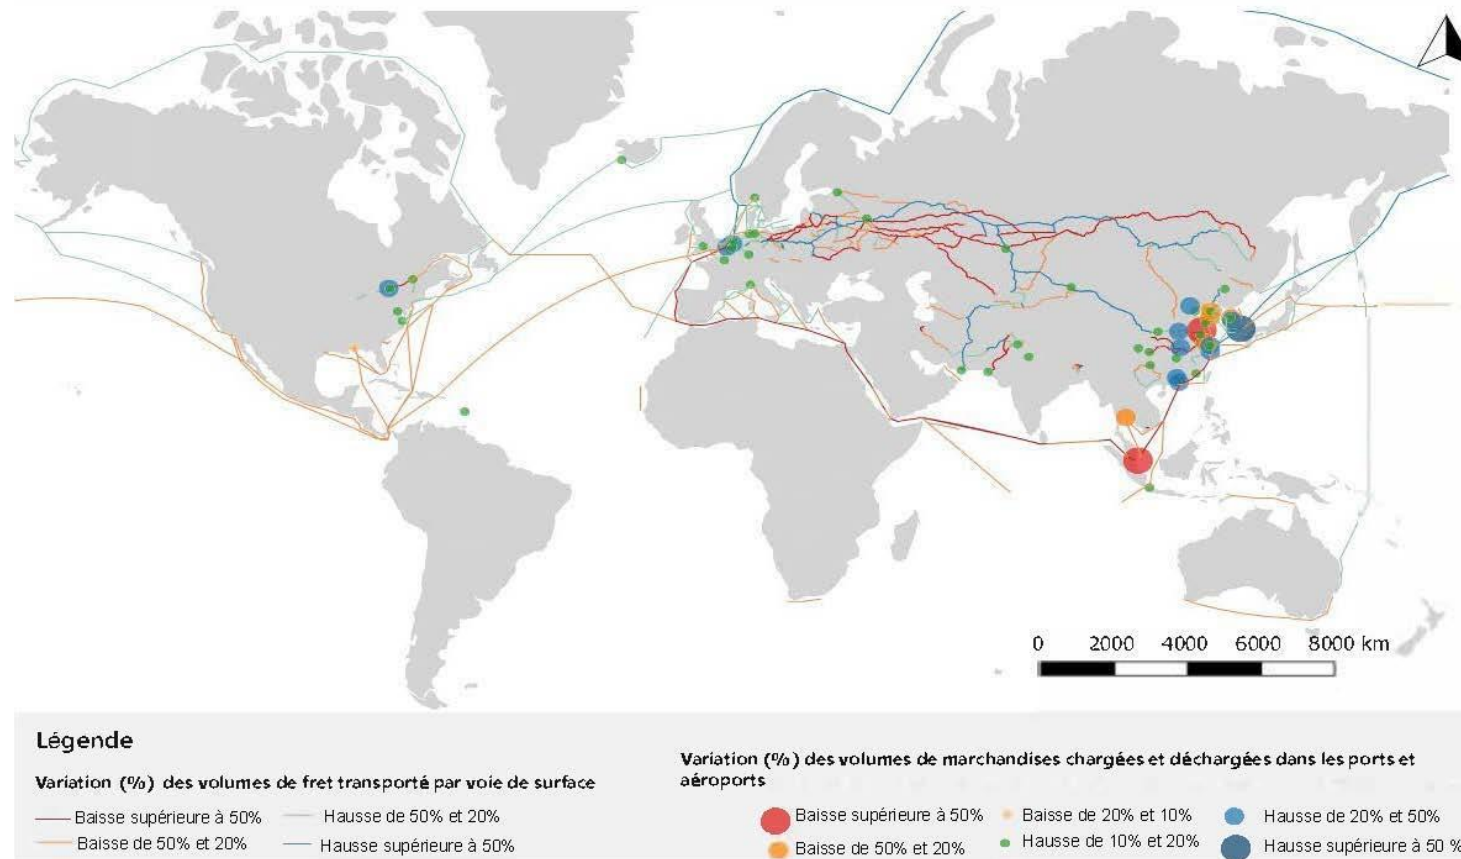 0 2000 4000 6000 8000 km
Légende
Variation (%) des volumes de fret transporté par voie de surface
Baisse supérieure à 50% Hausse de 50% et 20%
Baisse de 50% et 20% Hausse supérieure à 50%
Variation (%) des volumes de marchandises chargées et déchargées dans les ports et
aéroports
Baisse supérieure à 50% Baisse de 20% et 10% Hausse de 20% et 50%
Baisse de 50% et 20% Hausse de 10% et 20% Hausse supérieure à 50 %